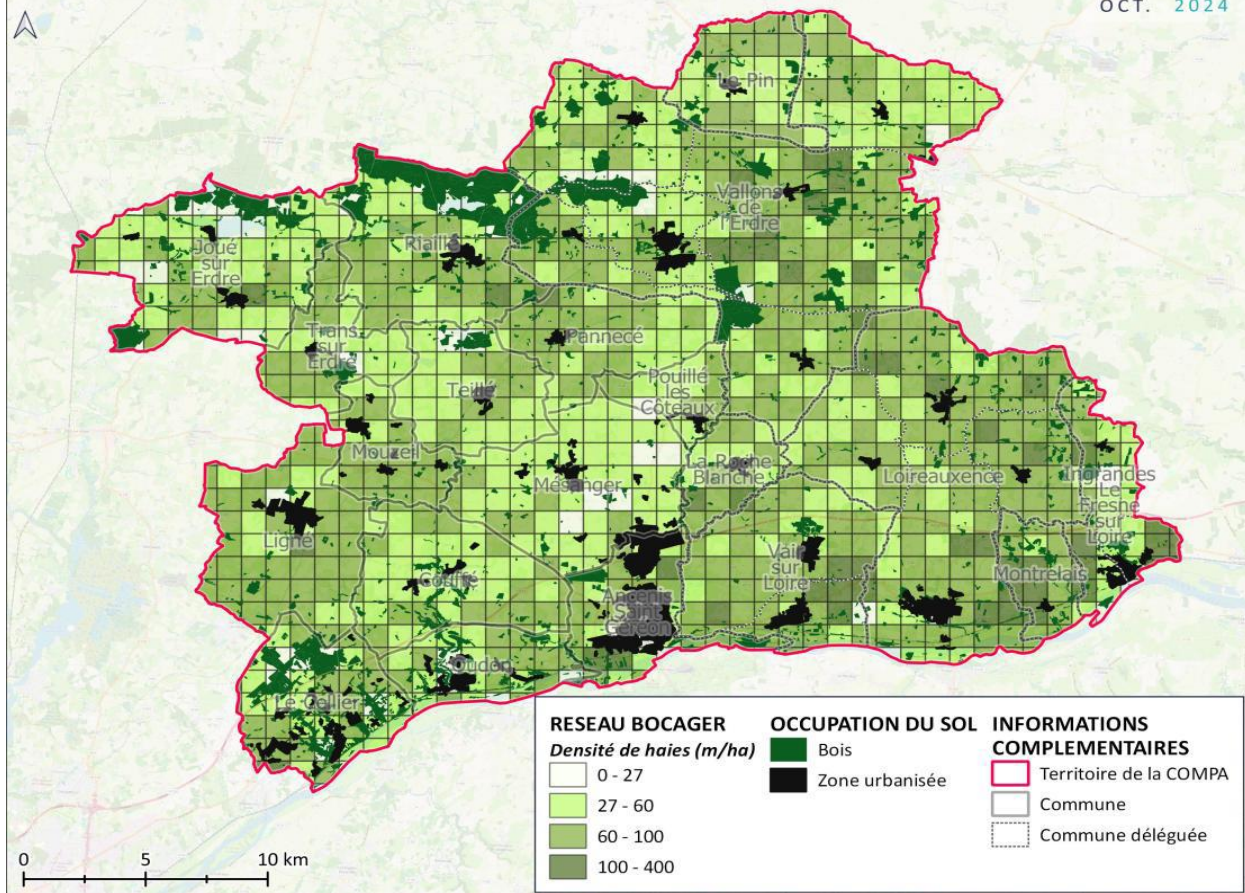 OCT. 2024
Le Pin
Vallons
de
l'Erdre
Joué
sur
Erdre
Riaillé
Trans
sur
Erdre
Pannecé
Teillé
Pouillé
Les
Côteaux
Mouzeil
Mésanger
La Roche
Blanche
Loireauxence
Ingrandes
Le
Fresne
sur
Loire
Ligné
Couffé
Vair
sur
Loire
Montrelais
Ancenis
Saint
Géréon
Oudon
Le Cellier
RESEAU BOCAGER
Densité de haies (m/ha)
0 - 27
27 - 60
60 - 100
100 - 400
OCCUPATION DU SOL
Bois
Zone urbanisée
INFORMATIONS
COMPLEMENTAIRES
Territoire de la COMPA
Commune
Commune déléguée
0 5 10 km